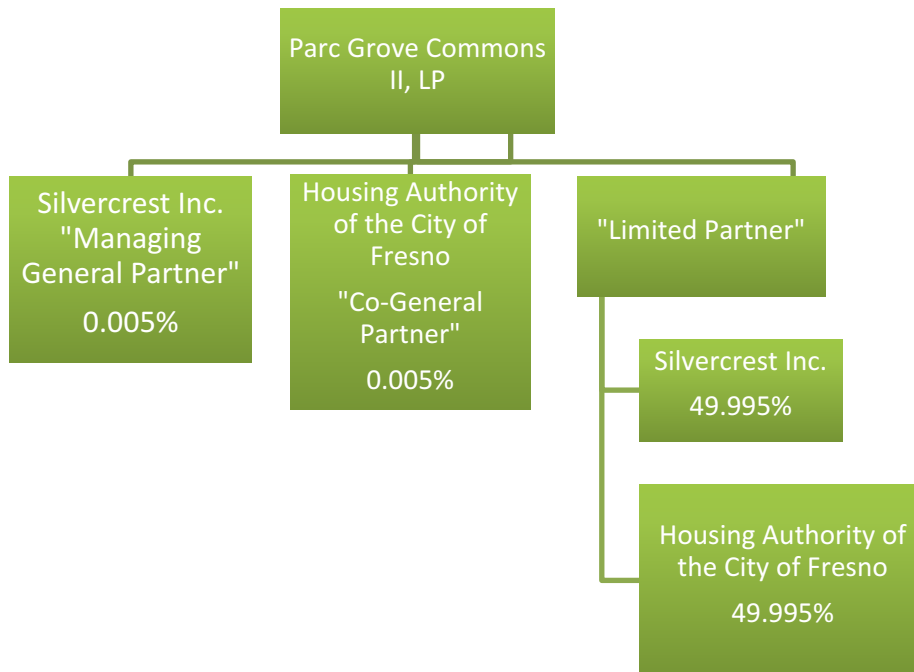 Parc Grove Commons
II, LP
Silvercrest Inc.
"Managing
General Partner"
0.005%
Housing Authority
of the City of
Fresno
"Co-General
Partner"
0.005%
"Limited Partner"
Silvercrest Inc.
49.995%
Housing Authority of
the City of Fresno
49.995%